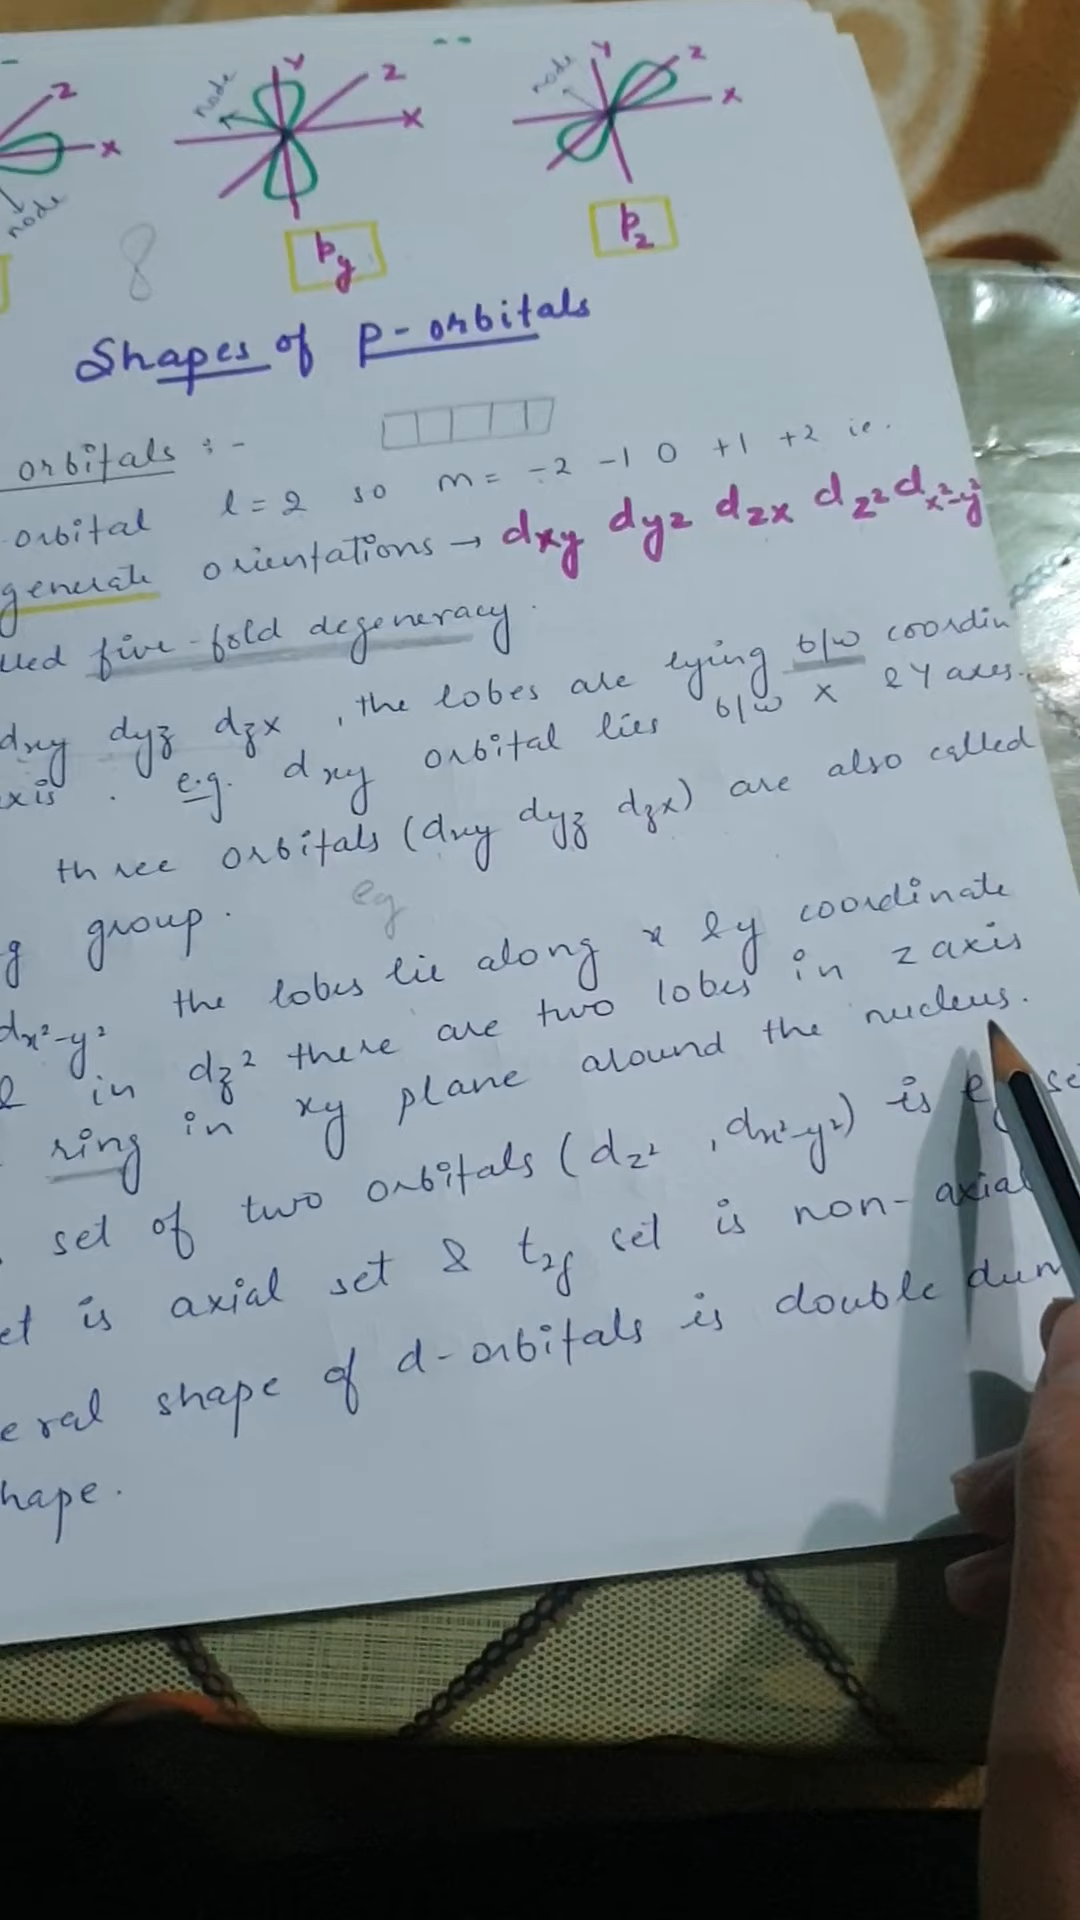 Y Z Y Z
Z node node X
X X
node
8 py pz
Shapes of p-orbitals
orbitals :-
orbital l = 2 so m = -2 -1 0 +1 +2 ie.
generate orientations → dxy dyz dzx dz² dx²-y²
lled five-fold degeneracy.
dxy dyz dzx , the lobes are lying b/w coordin
xis . e.g. dxy orbital lies b/w x & y axes.
three orbitals (dxy dyz dzx) are also called
g group. eg
dx²-y² the lobes lie along x & y coordinate
& in dz² there are two lobes in z axis
ring in xy plane around the nucleus.
set of two orbitals (dz² , dx²-y²) is eg se
et is axial set & t2g set is non-axial
eral shape of d-orbitals is double dum
hape.